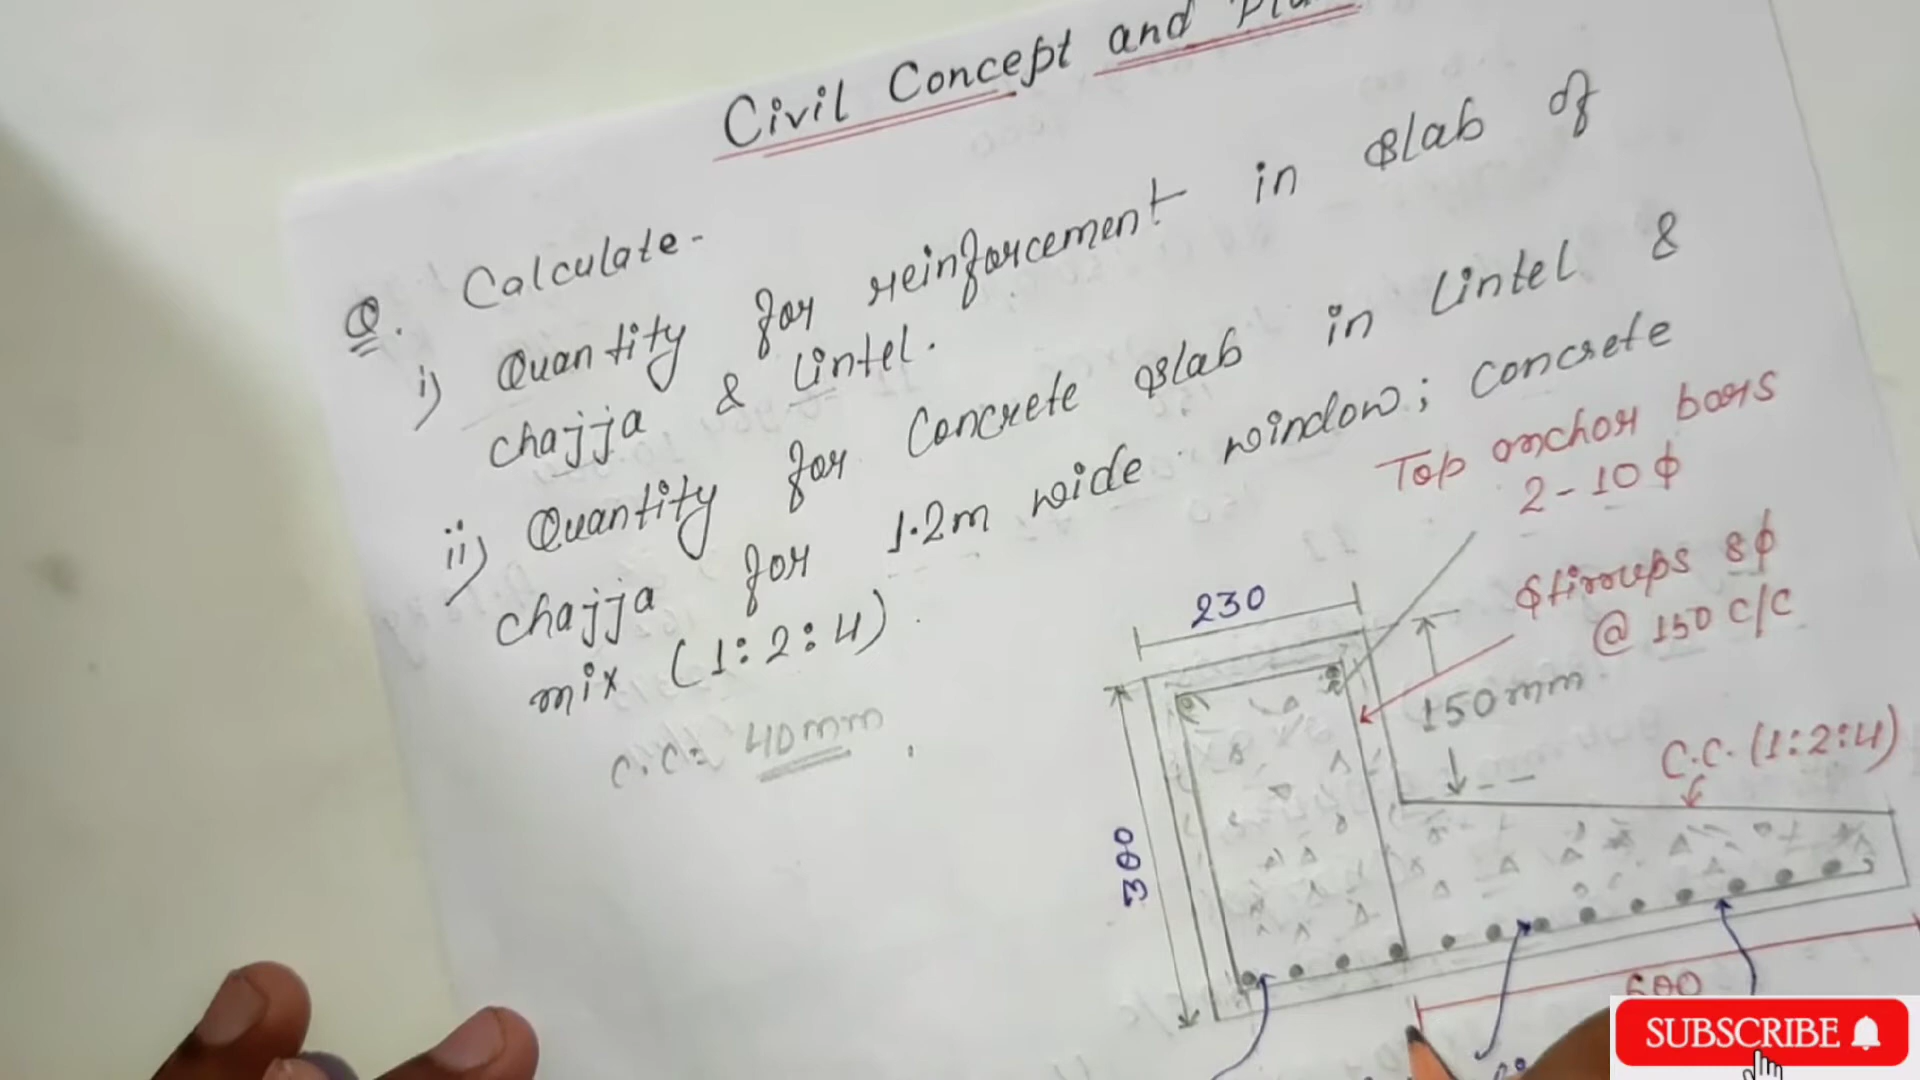 Civil Concept and
Q. Calculate -
i) Quantity for reinforcement in slab of
chajja & Lintel.
ii) Quantity for Concrete slab in Lintel &
chajja for 1.2m wide window; concrete
mix (1:2:4)
C.C = 40mm
Top anchor bars
2-10ϕ
Stirrups 8ϕ
@ 150 c/c
230
150mm
C.C. (1:2:4)
300
600
SUBSCRIBE